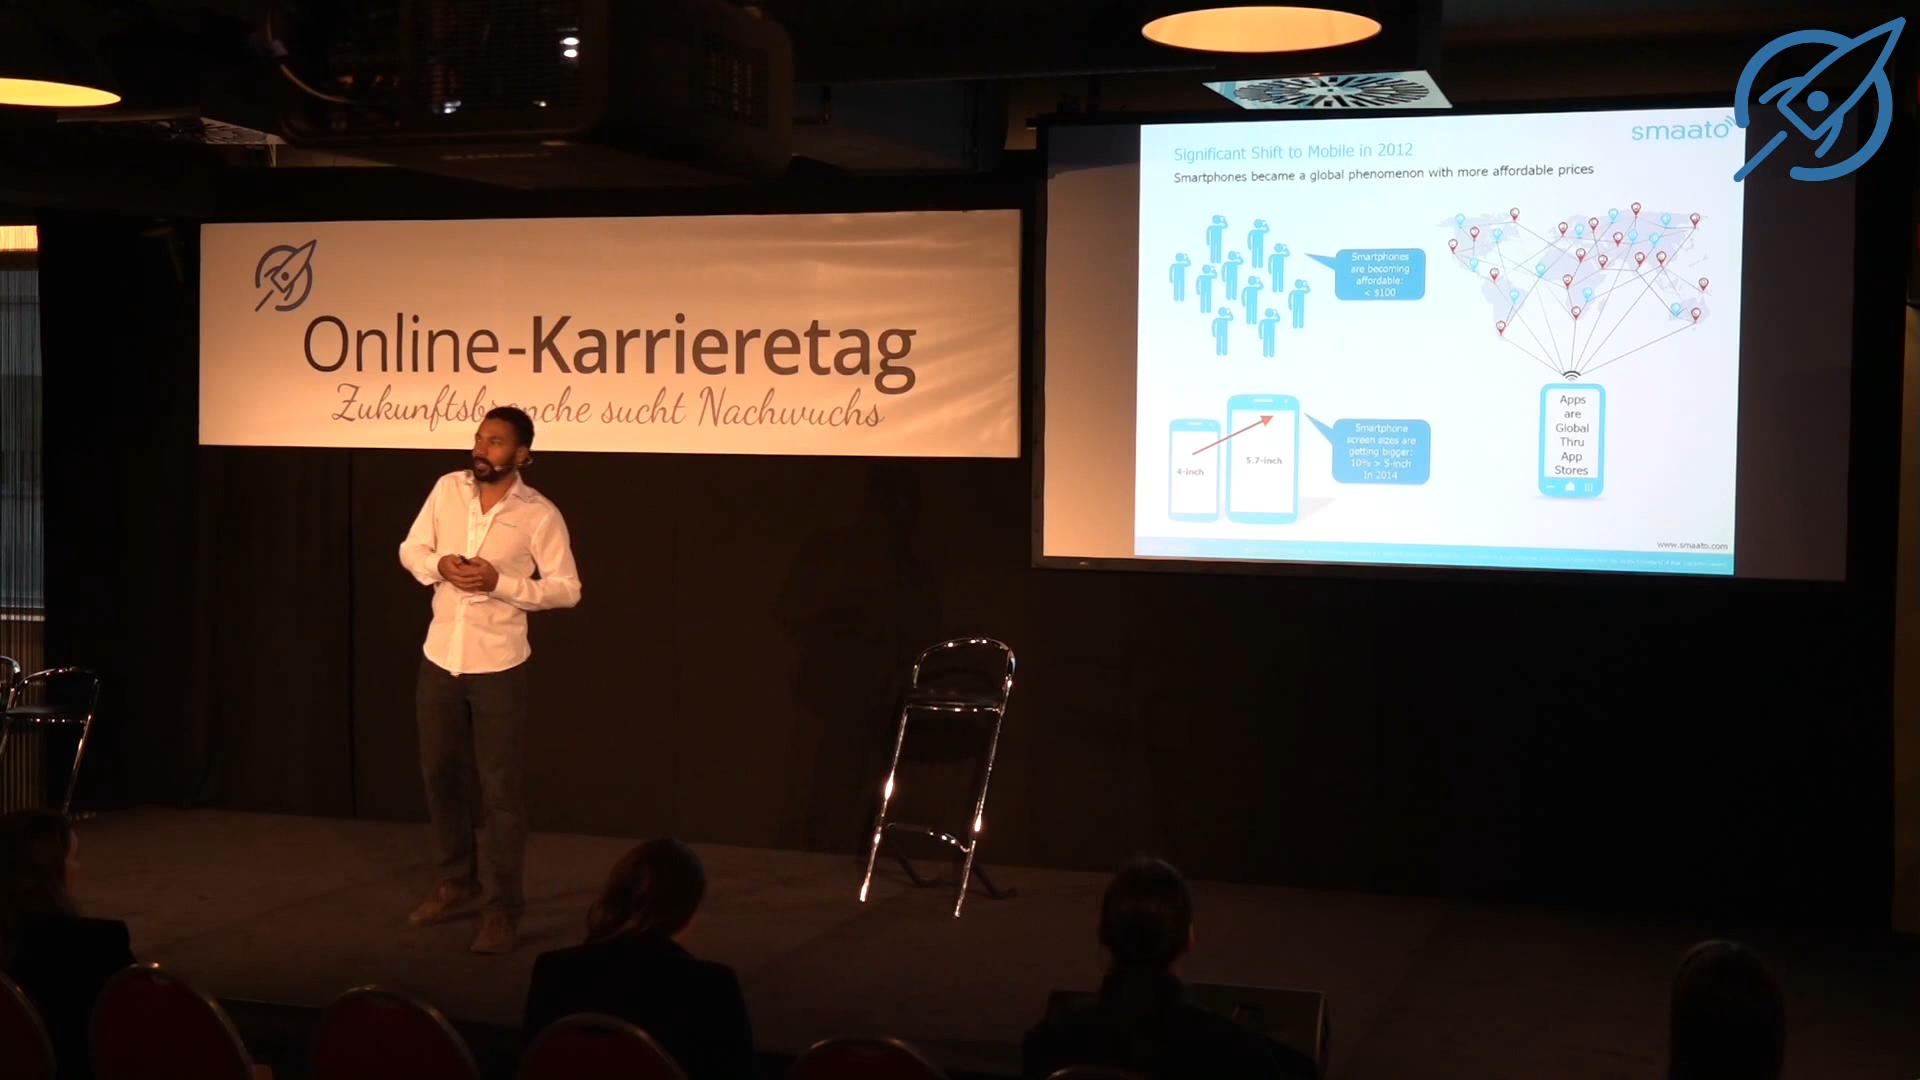 Online-Karrieretag
Zukunftsbranche sucht Nachwuchs
smaato
Significant Shift to Mobile in 2012
Smartphones became a global phenomenon with more affordable prices
Smartphones
are becoming
affordable:
< $100
4-inch
5.7-inch
Smartphone
screen sizes are
getting bigger:
10% > 5-inch
In 2014
Apps
are
Global
Thru
App
Stores
www.smaato.com